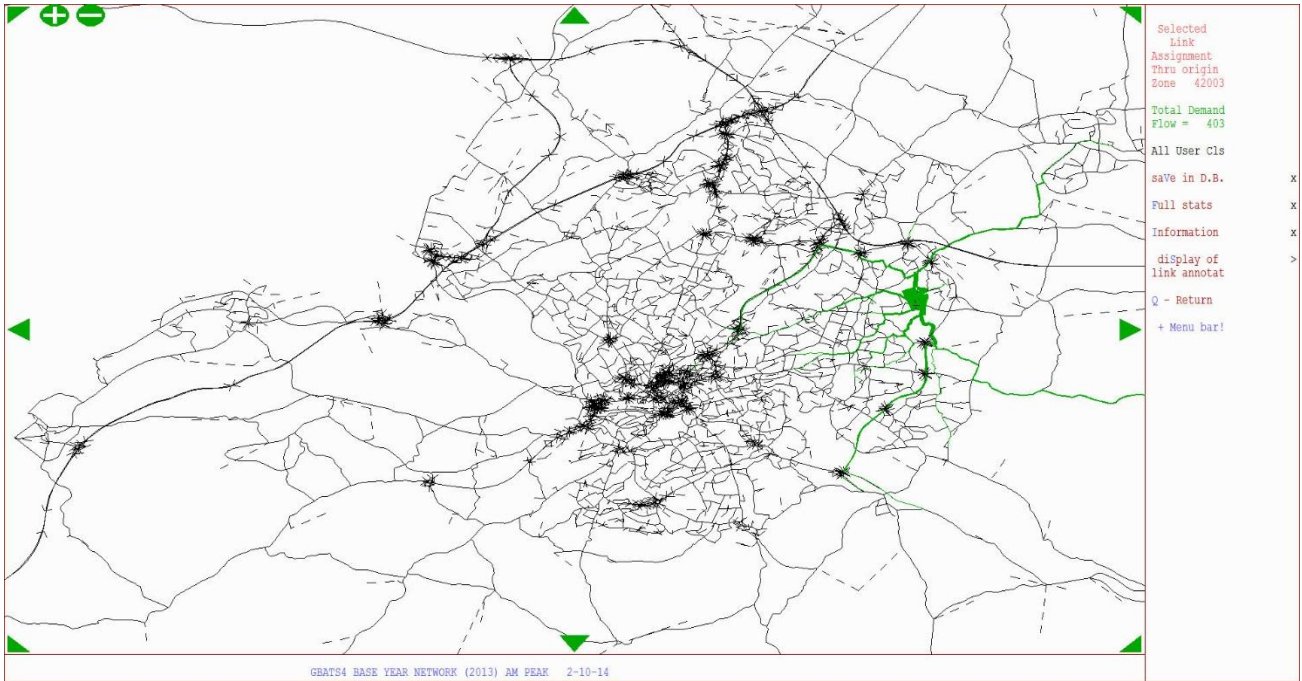 Selected
Link
Assignment
Thru origin
Zone 42003
Total Demand
Flow = 403
All User Cls
saVe in D.B. x
Full stats x
Information x
diSplay of >
link annotat
Q - Return
+ Menu bar!
GBATS4 BASE YEAR NETWORK (2013) AM PEAK 2-10-14